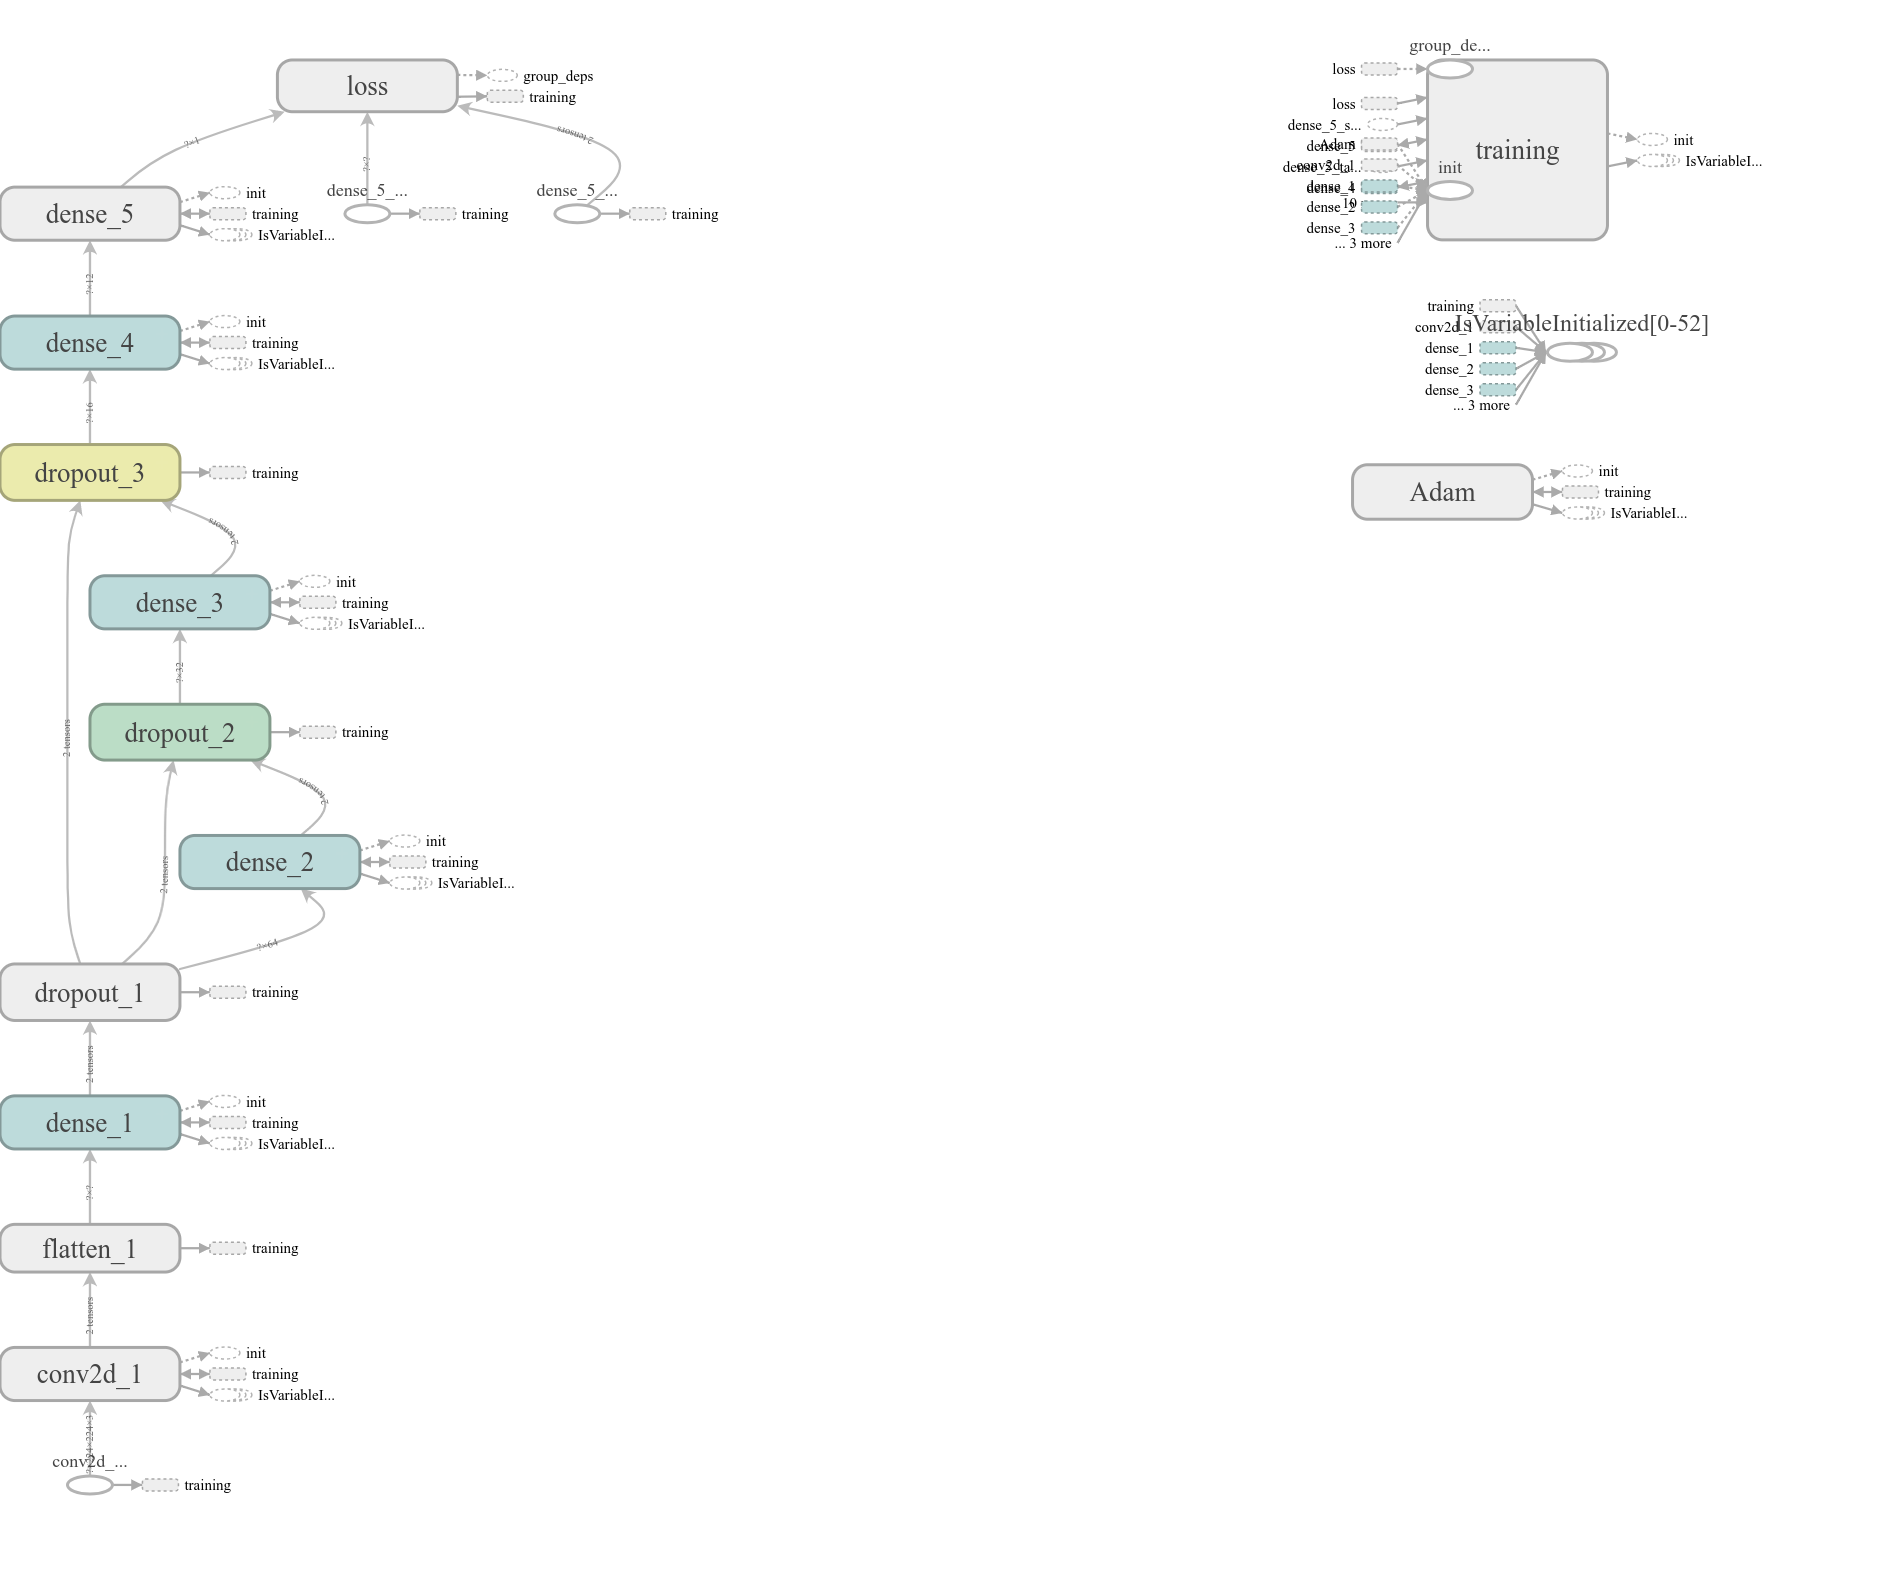 loss
group_deps
training
?×1
?×?
2 tensors
dense_5
init
training
IsVariableI...
dense_5_...
training
dense_5_...
training
?×12
dense_4
init
training
IsVariableI...
?×16
dropout_3
training
2 tensors
dense_3
init
training
IsVariableI...
?×32
2 tensors
dropout_2
training
2 tensors
2 tensors
dense_2
init
training
IsVariableI...
?×64
dropout_1
training
2 tensors
dense_1
init
training
IsVariableI...
?×?
flatten_1
training
2 tensors
conv2d_1
init
training
IsVariableI...
?×224×224×3
conv2d_...
training
group_de...
loss
loss
dense_5_s...
Adam
dense_5
conv2d_1
dense_5_ta...
dense_1
dense_4
dense_2
10
dense_3
... 3 more
training
init
init
IsVariableI...
training
IsVariableInitialized[0-52]
conv2d_1
dense_1
dense_2
dense_3
... 3 more
Adam
init
training
IsVariableI...